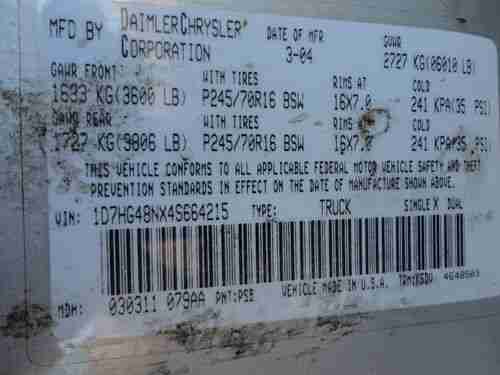 MFD BY DAIMLERCHRYSLER CORPORATION DATE OF MFR 3-04 GVWR 2727 KG(06010 LB)
GAWR FRONT: WITH TIRES RIMS AT COLD
1633 KG(3600 LB) P245/70R16 BSW 16X7.0 241 KPA(35 PSI)
GAWR REAR: WITH TIRES RIMS COLD
1727 KG(3806 LB) P245/70R16 BSW 16X7.0 241 KPA(35 PSI)
THIS VEHICLE CONFORMS TO ALL APPLICABLE FEDERAL MOTOR VEHICLE SAFETY AND THEFT
PREVENTION STANDARDS IN EFFECT ON THE DATE OF MANUFACTURE SHOWN ABOVE.
VIN: 1D7HG48NX4S664215 TYPE: TRUCK SINGLE X DUAL
MDH: 030311 079AA PNT:PSB VEHICLE MADE IN U.S.A.